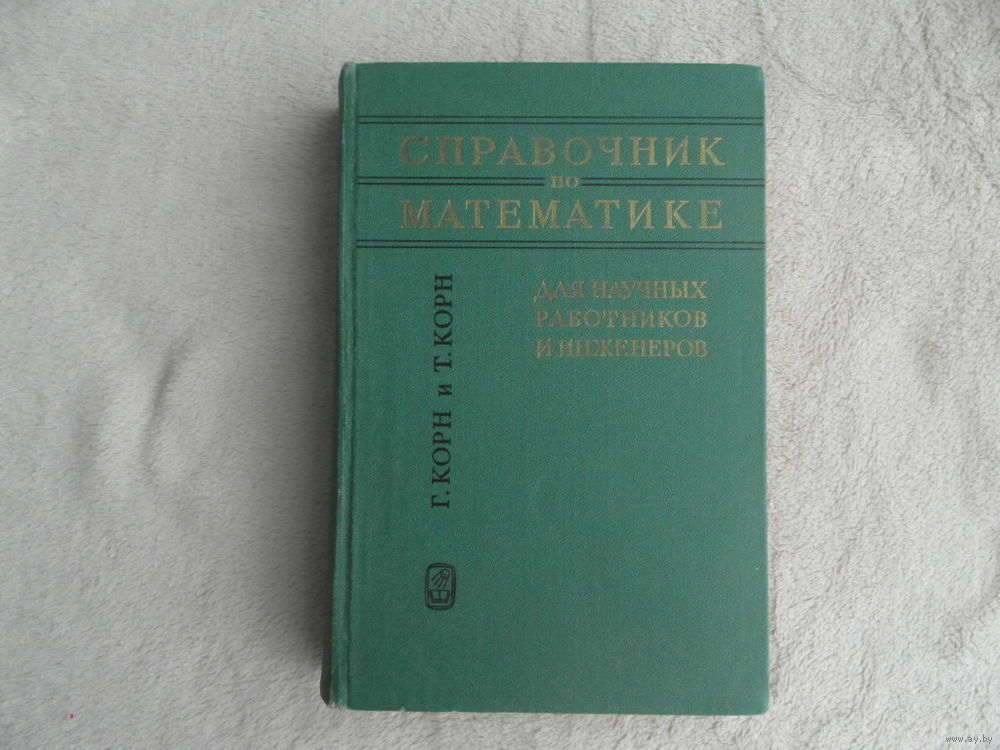 СПРАВОЧНИК
ПО
МАТЕМАТИКЕ
ДЛЯ НАУЧНЫХ
РАБОТНИКОВ
И ИНЖЕНЕРОВ
Г. КОРН и Т. КОРН
www.ay.by